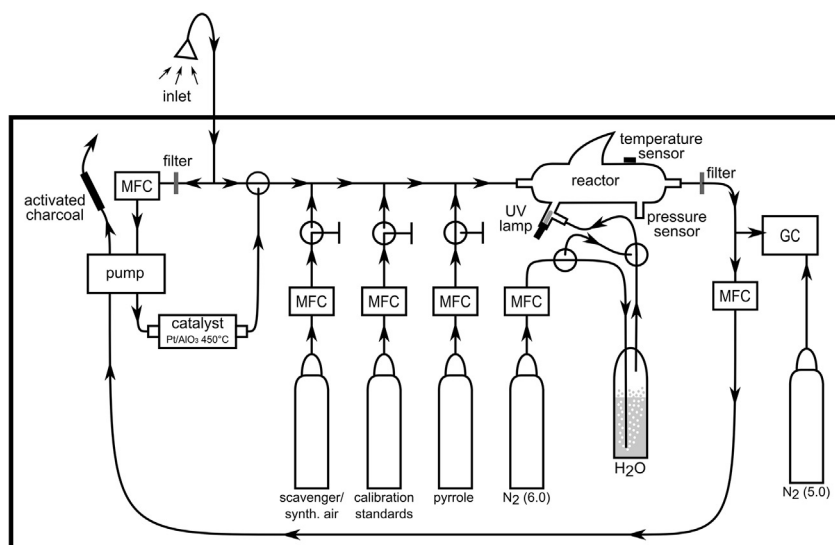 inlet
filter
MFC
activated
charcoal
pump
catalyst
Pt/AlO₃ 450°C
temperature
sensor
reactor
filter
UV
lamp
pressure
sensor
GC
MFC
MFC
MFC
MFC
MFC
scavenger/
synth. air
calibration
standards
pyrrole
N₂ (6.0)
H₂O
N₂ (5.0)